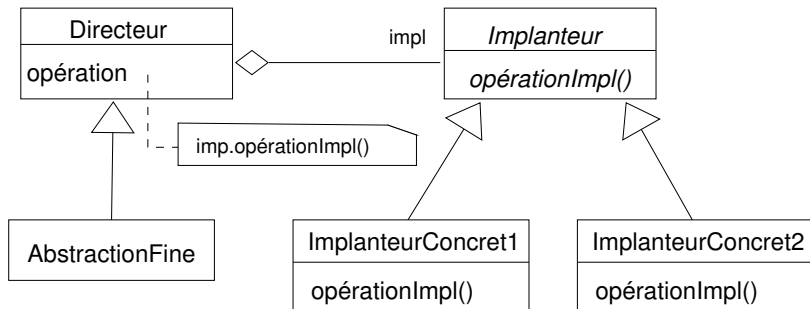 Directeur
opération
impl
Implanteur
opérationImpl()
imp.opérationImpl()
AbstractionFine
ImplanteurConcret1
opérationImpl()
ImplanteurConcret2
opérationImpl()